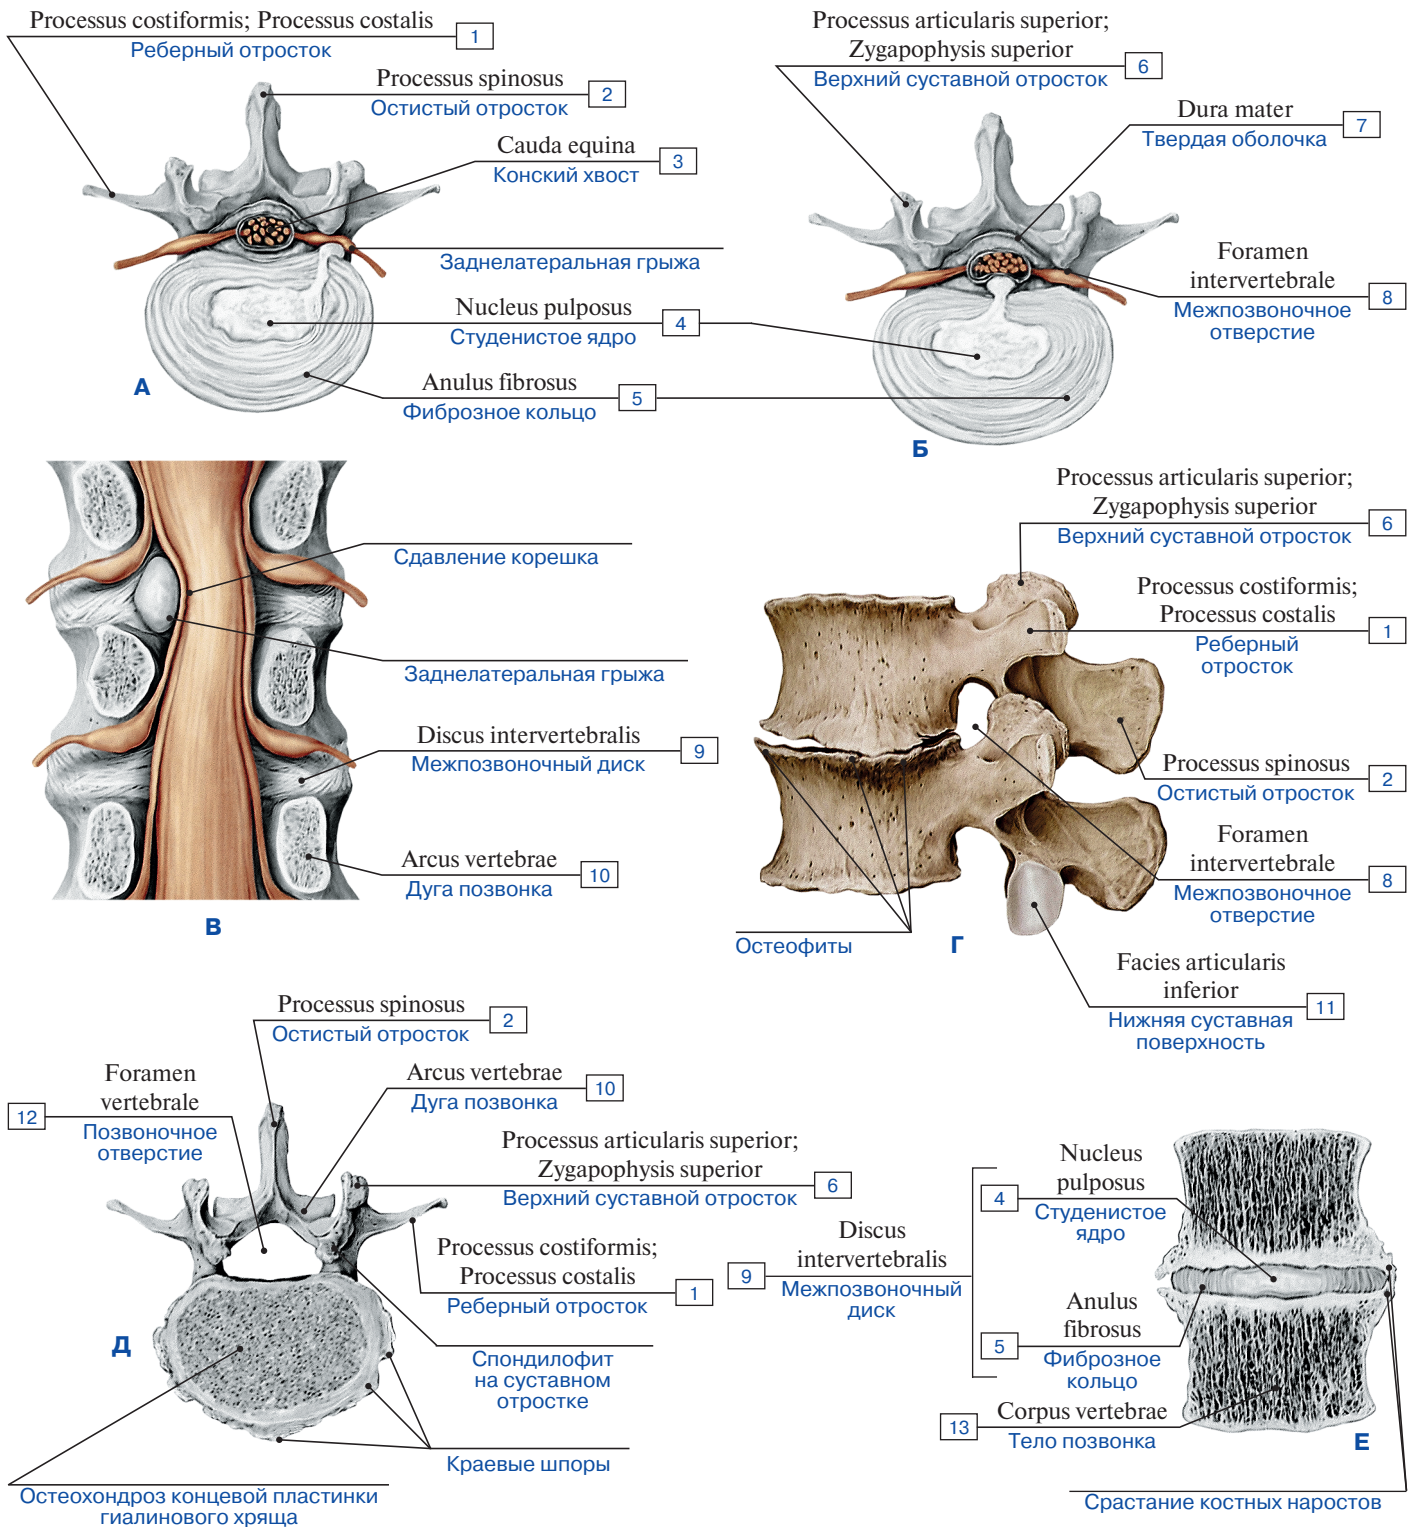 Processus costiformis; Processus costalis
1
Реберный отросток
Processus spinosus
2
Остистый отросток
Cauda equina
3
Конский хвост
Заднелатеральная грыжа
Nucleus pulposus
4
Студенистое ядро
Anulus fibrosus
5
Фиброзное кольцо
А
Processus articularis superior;
Zygapophysis superior
6
Верхний суставной отросток
Dura mater
7
Твердая оболочка
Foramen
intervertebrale
8
Межпозвоночное
отверстие
Б
Сдавление корешка
Заднелатеральная грыжа
Discus intervertebralis
9
Межпозвоночный диск
Arcus vertebrae
10
Дуга позвонка
В
Processus articularis superior;
Zygapophysis superior
6
Верхний суставной отросток
Processus costiformis;
Processus costalis
1
Реберный
отросток
Processus spinosus
2
Остистый отросток
Foramen
intervertebrale
8
Межпозвоночное
отверстие
Остеофиты
Г
Facies articularis
inferior
11
Нижняя суставная
поверхность
Processus spinosus
2
Остистый отросток
Foramen
vertebrale
12
Позвоночное
отверстие
Arcus vertebrae
10
Дуга позвонка
Processus articularis superior;
Zygapophysis superior
6
Верхний суставной отросток
Processus costiformis;
Processus costalis
1
Реберный отросток
Д
Спондилофит
на суставном
отростке
Краевые шпоры
Остеохондроз концевой пластинки
гиалинового хряща
Discus
intervertebralis
9
Межпозвоночный
диск
Nucleus
pulposus
4
Студенистое
ядро
Anulus
fibrosus
5
Фиброзное
кольцо
Corpus vertebrae
13
Тело позвонка
Е
Срастание костных наростов